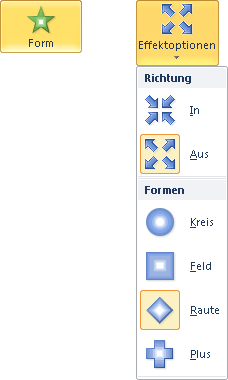 Form
Effektoptionen
Richtung
In
Aus
Formen
Kreis
Feld
Raute
Plus